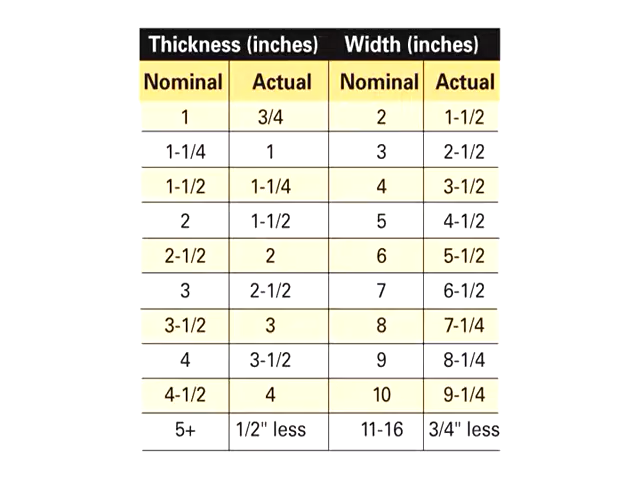 Thickness (inches) Width (inches)
Nominal Actual Nominal Actual
1 3/4 2 1-1/2
1-1/4 1 3 2-1/2
1-1/2 1-1/4 4 3-1/2
2 1-1/2 5 4-1/2
2-1/2 2 6 5-1/2
3 2-1/2 7 6-1/2
3-1/2 3 8 7-1/4
4 3-1/2 9 8-1/4
4-1/2 4 10 9-1/4
5+ 1/2" less 11-16 3/4" less